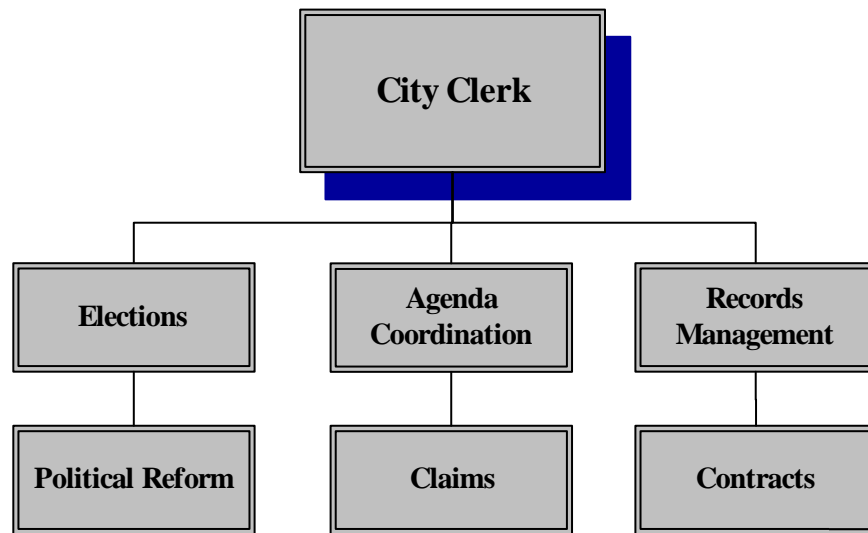 City Clerk
Elections
Agenda
Coordination
Records
Management
Political Reform
Claims
Contracts